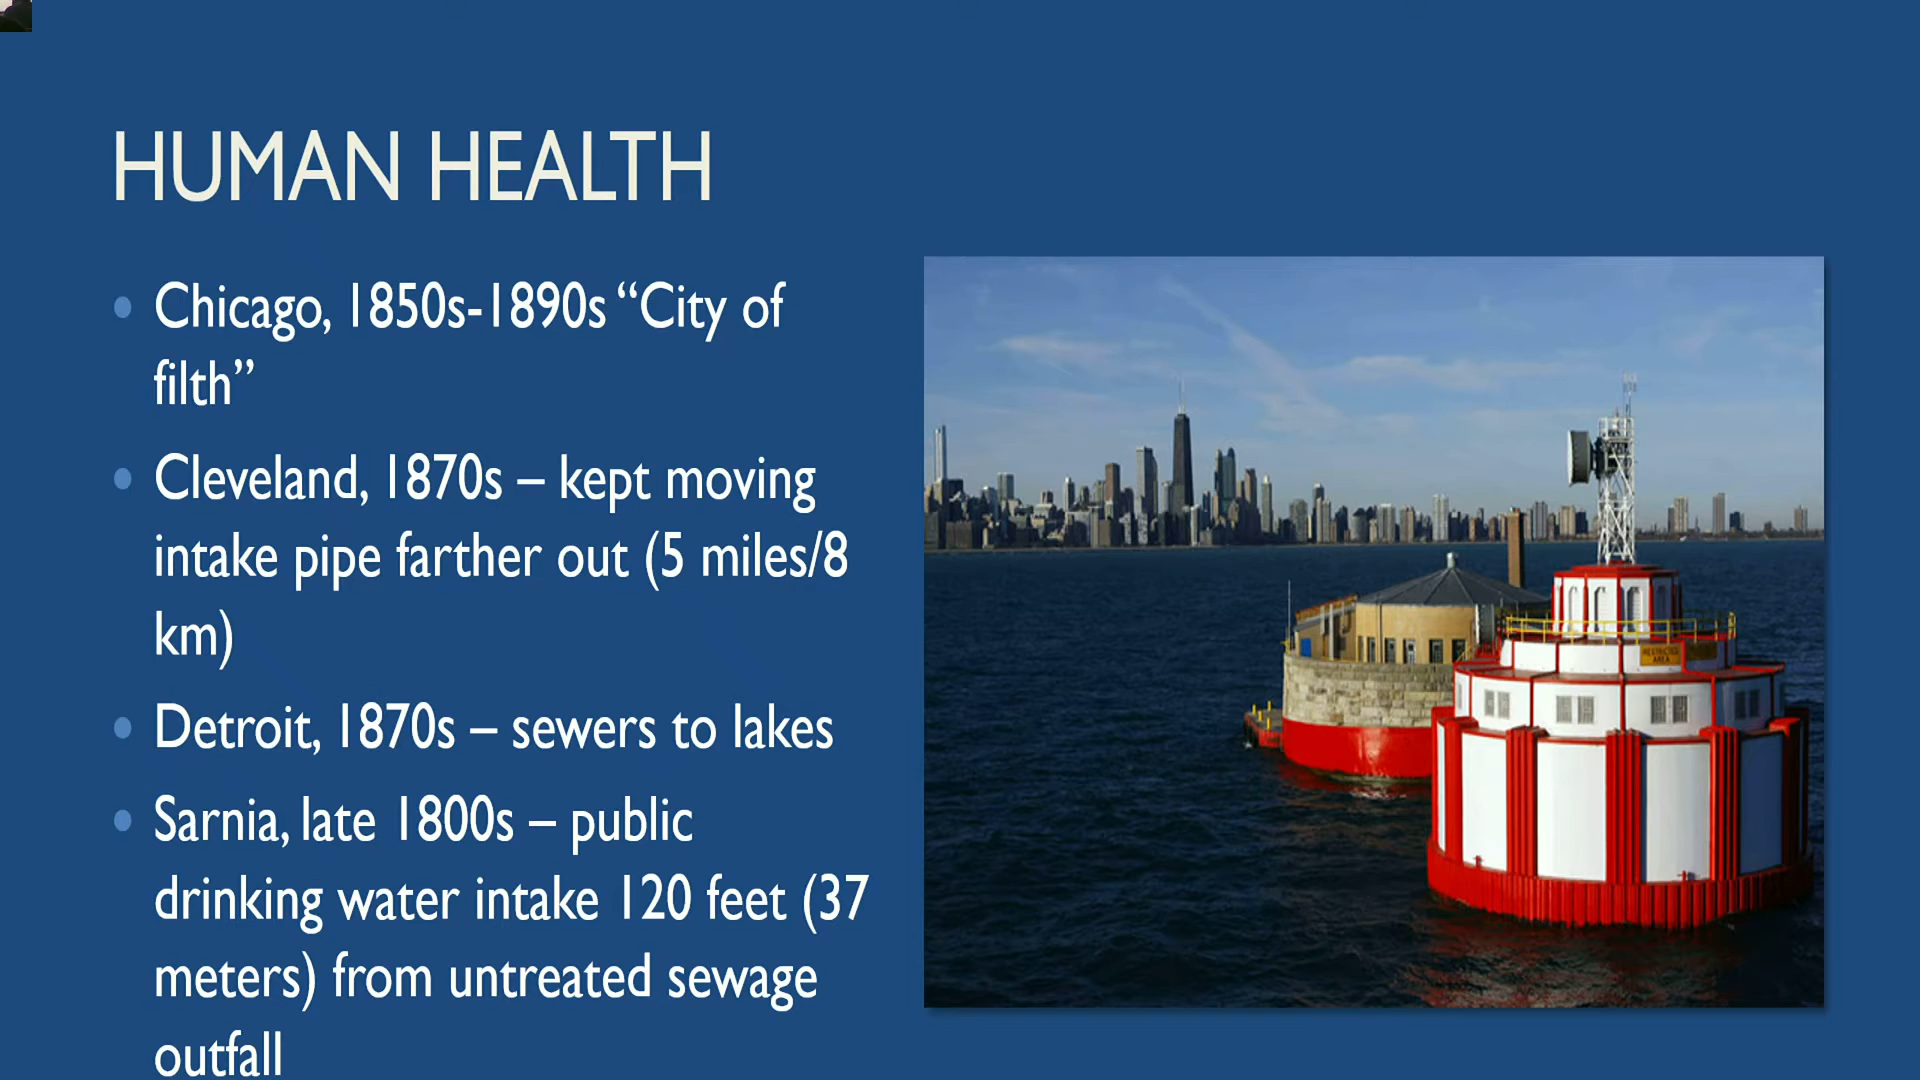 HUMAN HEALTH
• Chicago, 1850s-1890s “City of
filth”
• Cleveland, 1870s – kept moving
intake pipe farther out (5 miles/8
km)
• Detroit, 1870s – sewers to lakes
• Sarnia, late 1800s – public
drinking water intake 120 feet (37
meters) from untreated sewage
outfall
RESTRICTED
AREA